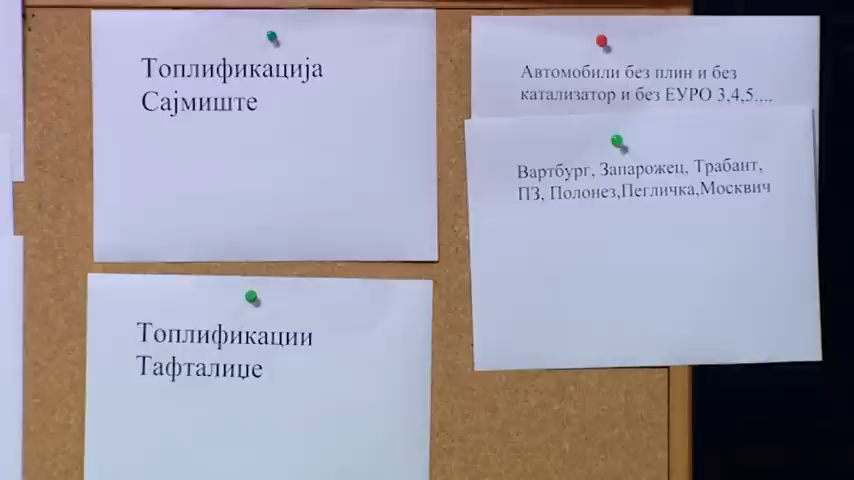 Топлификација
Сајмиште
Топлификации
Тафталиџе
Автомобили без плин и без
катализатор и без ЕУРО 3,4,5....
Вартбург, Запарожец, Трабант,
ПЗ, Полонез,Пегличка,Москвич